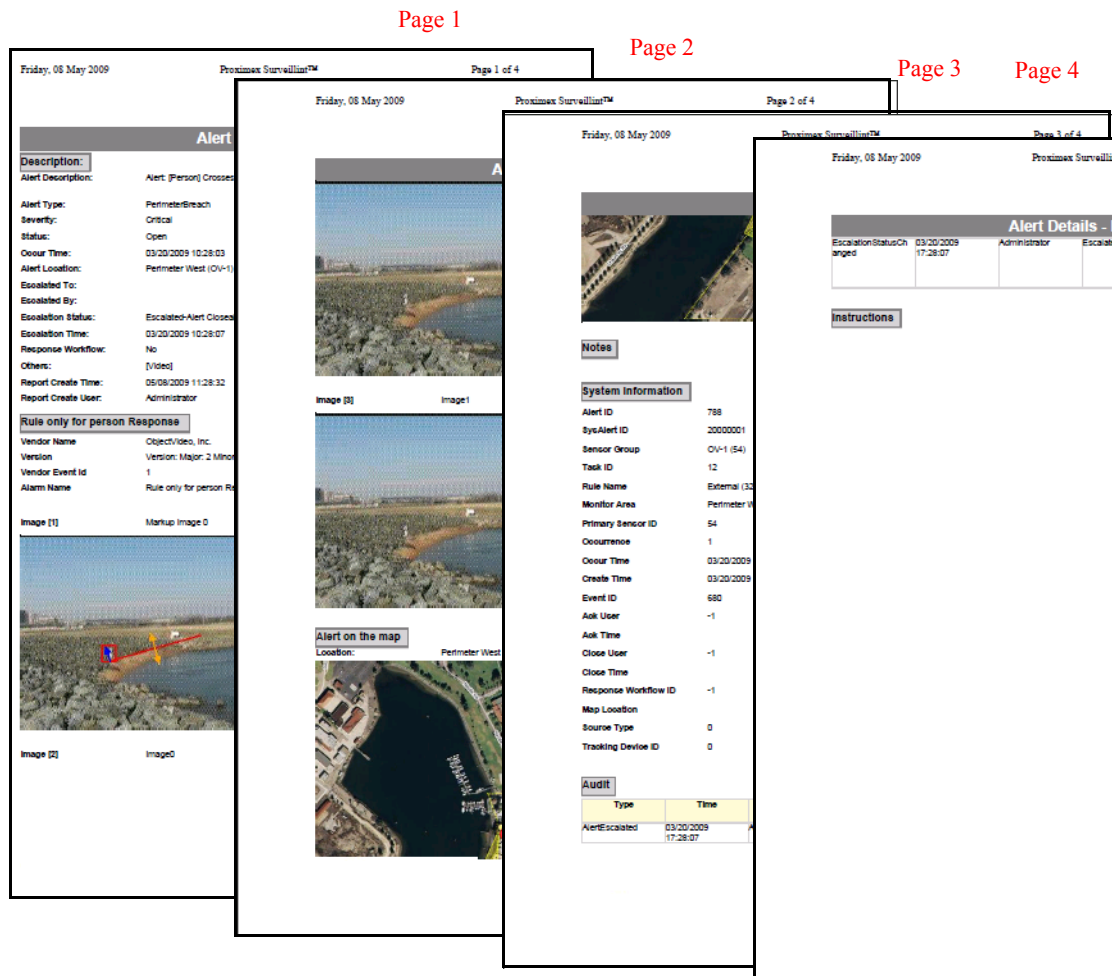 Page 1
Page 2
Page 3
Page 4
Friday, 08 May 2009 Proximex Surveillint™ Page 1 of 4
Alert
Description:
Alert Description: Alert: [Person] Crosses
Alert Type: PerimeterBreach
Severity: Critical
Status: Open
Occur Time: 03/20/2009 10:28:03
Alert Location: Perimeter West (OV-1)
Escalated To:
Escalated By:
Escalation Status: Escalated-Alert Closea
Escalation Time: 03/20/2009 10:28:07
Response Workflow: No
Others: [Video]
Report Create Time: 05/08/2009 11:28:32
Report Create User: Administrator
Rule only for person Response
Vendor Name ObjectVideo, Inc.
Version Version: Major: 2 Minor
Vendor Event Id 1
Alarm Name Rule only for person Re
Image [1] Markup Image 0
Image [2] Image0
Friday, 08 May 2009 Proximex Surveillint™ Page 2 of 4
A
Image [3] Image1
Alert on the map
Location: Perimeter West
Friday, 08 May 2009 Proximex Surveillint™ Page 3 of 4
Notes
System Information
Alert ID 788
SysAlert ID 20000001
Sensor Group OV-1 (54)
Task ID 12
Rule Name External (32
Monitor Area Perimeter W
Primary Sensor ID 54
Occurrence 1
Occur Time 03/20/2009
Create Time 03/20/2009
Event ID 680
Ack User -1
Ack Time
Close User -1
Close Time
Response Workflow ID -1
Map Location
Source Type 0
Tracking Device ID 0
Audit
Type Time
AlertEscalated 03/20/2009 A
17:28:07
Friday, 08 May 2009 Proximex Surveilli
Alert Details -
EscalationStatusCh 03/20/2009 Administrator Escalat
anged 17:28:07
Instructions